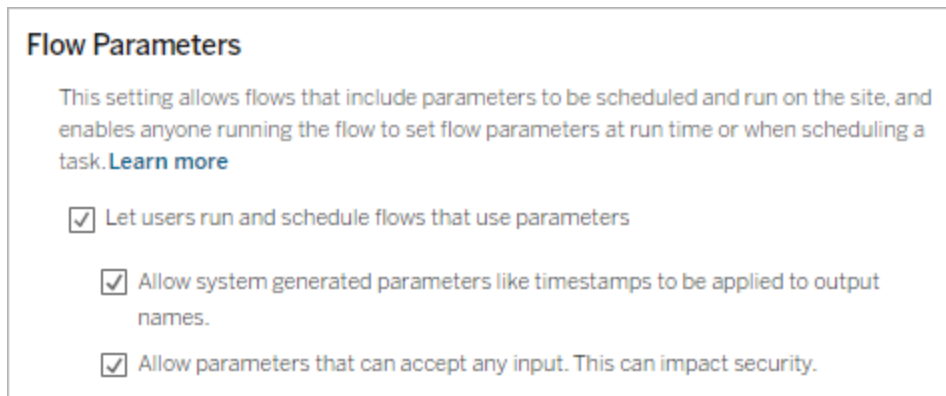 Flow Parameters
This setting allows flows that include parameters to be scheduled and run on the site, and
enables anyone running the flow to set flow parameters at run time or when scheduling a
task. Learn more
Let users run and schedule flows that use parameters
Allow system generated parameters like timestamps to be applied to output
names.
Allow parameters that can accept any input. This can impact security.